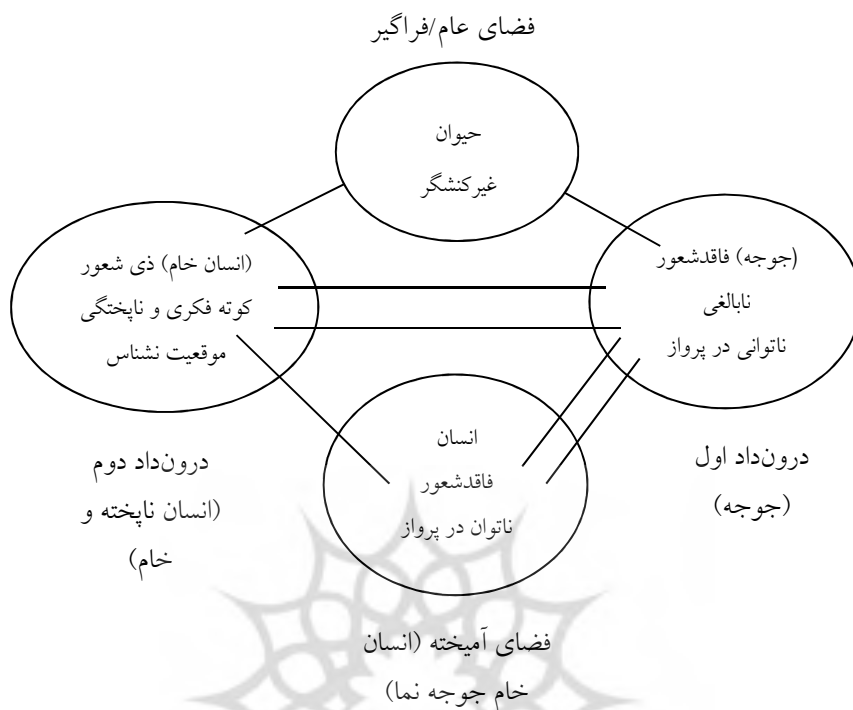 فضای عام/فراگیر
حیوان
غیرکنشگر
(جوجه) فاقدشعور
نابالغی
ناتوانی در پرواز
(انسان خام) ذی شعور
کوته فکری و ناپختگی
موقعیت نشناس
انسان
فاقدشعور
ناتوان در پرواز
درون‌داد اول
(جوجه)
درون‌داد دوم
(انسان ناپخته و
خام)
فضای آمیخته (انسان
خام جوجه نما)